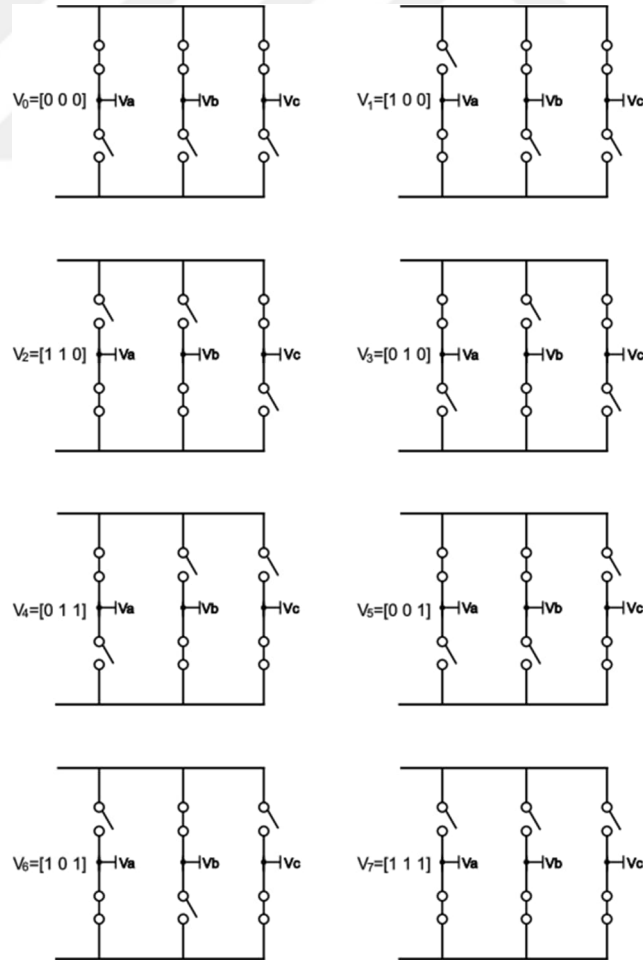 V₀=[0 0 0] Va Vb Vc V₁=[1 0 0] Va Vb Vc
V₂=[1 1 0] Va Vb Vc V₃=[0 1 0] Va Vb Vc
V₄=[0 1 1] Va Vb Vc V₅=[0 0 1] Va Vb Vc
V₆=[1 0 1] Va Vb Vc V₇=[1 1 1] Va Vb Vc